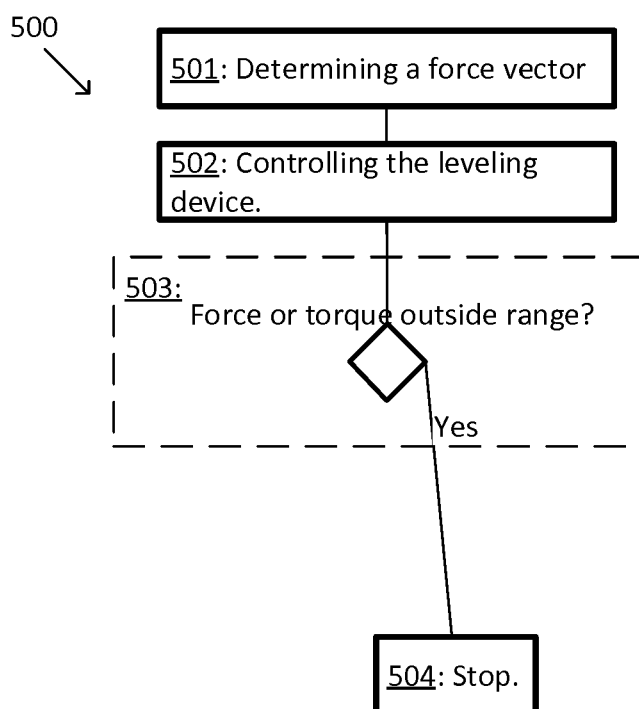 500
501: Determining a force vector
502: Controlling the leveling
device.
503:
Force or torque outside range?
Yes
504: Stop.